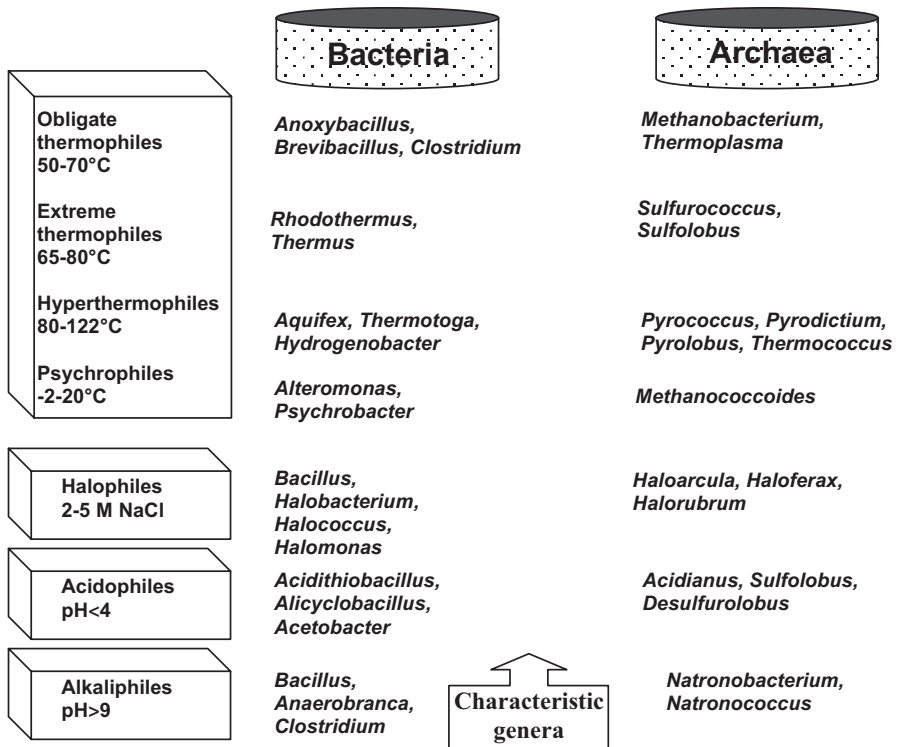 Bacteria
Archaea
Obligate
thermophiles
50-70°C
Anoxybacillus,
Brevibacillus, Clostridium
Methanobacterium,
Thermoplasma
Extreme
thermophiles
65-80°C
Rhodothermus,
Thermus
Sulfurococcus,
Sulfolobus
Hyperthermophiles
80-122°C
Aquifex, Thermotoga,
Hydrogenobacter
Pyrococcus, Pyrodictium,
Pyrolobus, Thermococcus
Psychrophiles
-2-20°C
Alteromonas,
Psychrobacter
Methanococcoides
Halophiles
2-5 M NaCl
Bacillus,
Halobacterium,
Halococcus,
Halomonas
Haloarcula, Haloferax,
Halorubrum
Acidophiles
pH<4
Acidithiobacillus,
Alicyclobacillus,
Acetobacter
Acidianus, Sulfolobus,
Desulfurolobus
Alkaliphiles
pH>9
Bacillus,
Anaerobranca,
Clostridium
Characteristic
genera
Natronobacterium,
Natronococcus